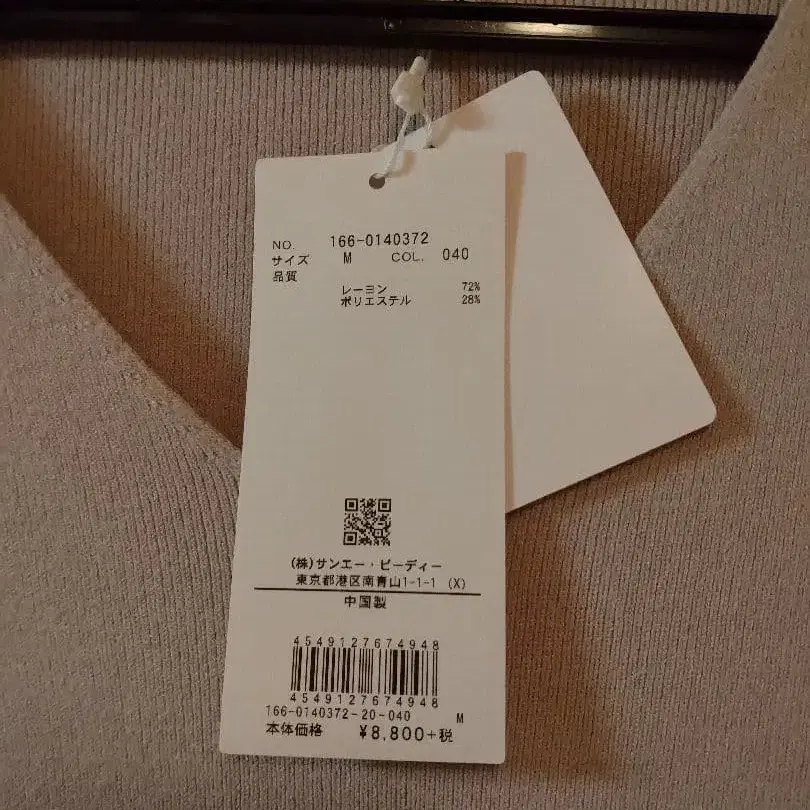 NO. 166-0140372
サイズ M COL. 040
品質
レーヨン 72%
ポリエステル 28%
(株)サンエー・ビーディー
東京都港区南青山1-1-1 (X)
中国製
4549127674948
4549127674948
166-0140372-20-040 M
本体価格 ¥8,800+税